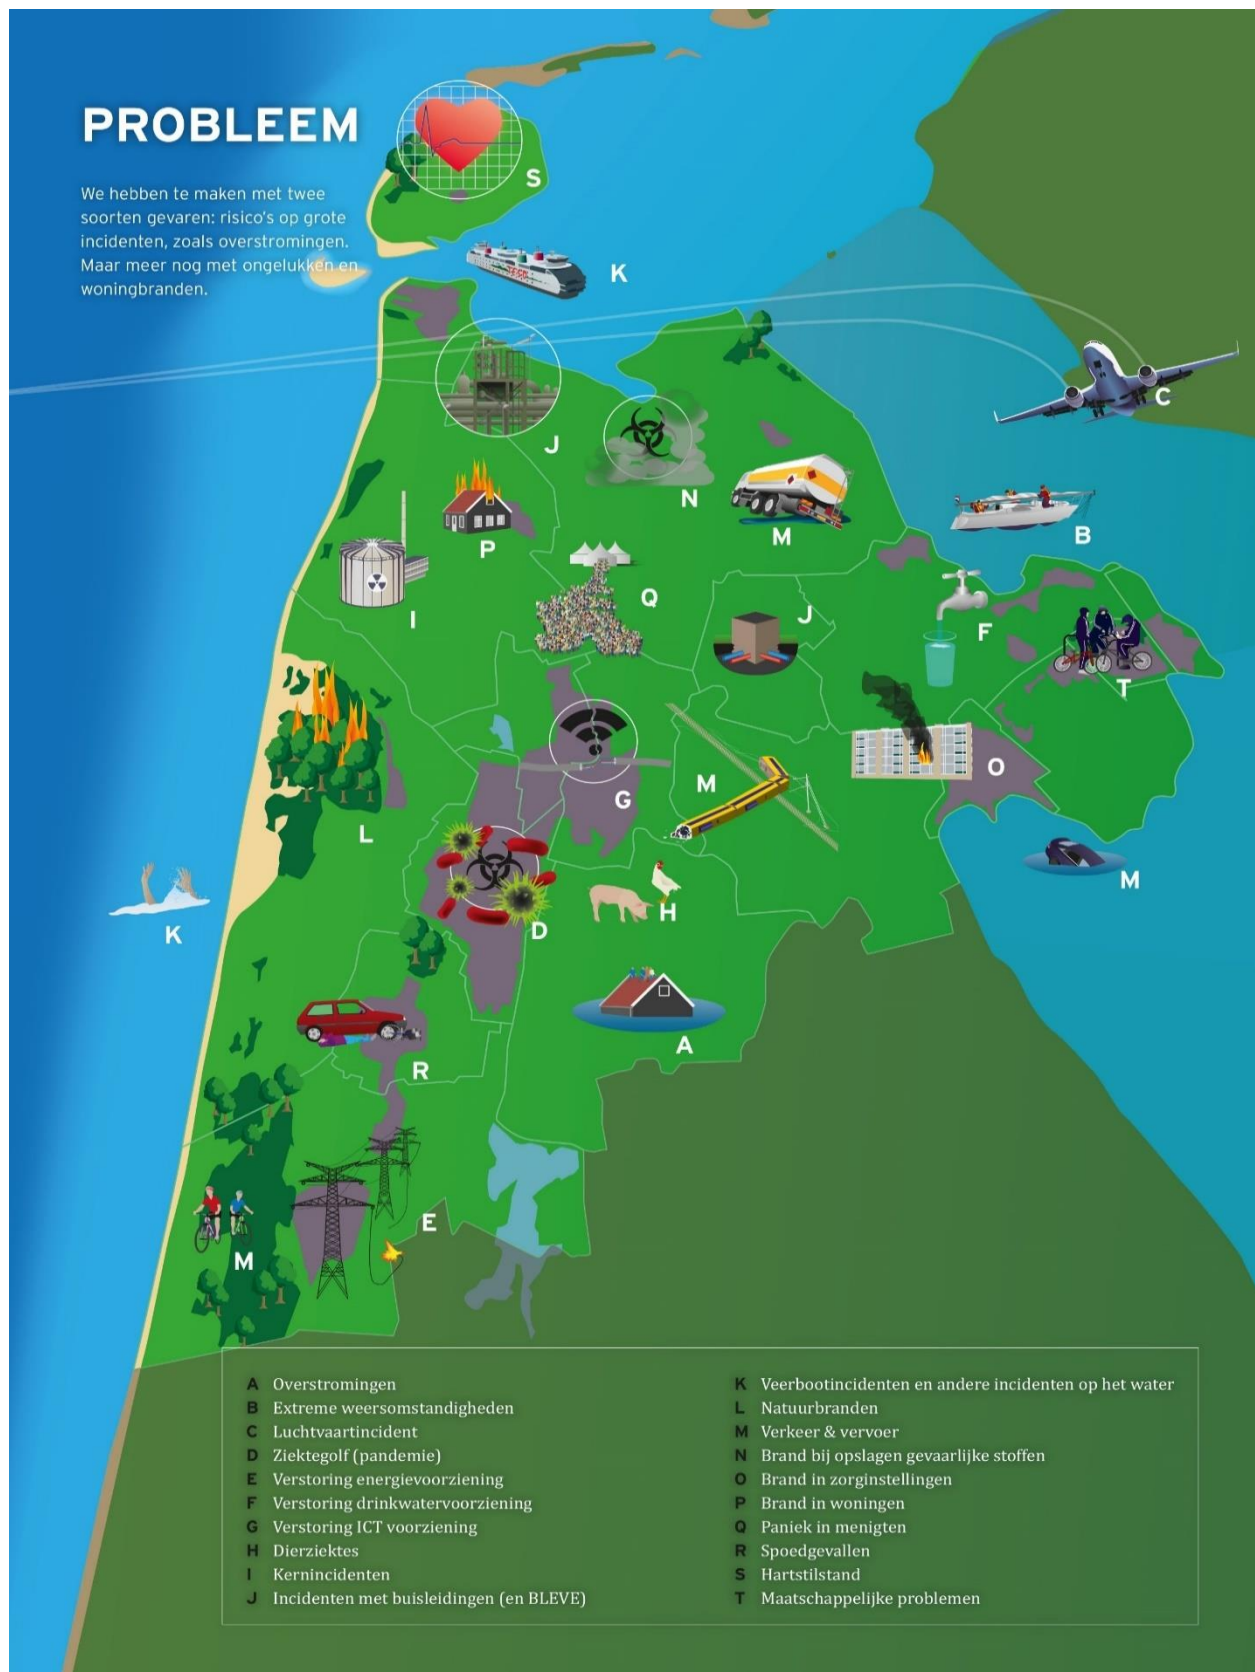 PROBLEEM
We hebben te maken met twee
soorten gevaren: risico's op grote
incidenten, zoals overstromingen.
Maar meer nog met ongelukken en
woningbranden.
S
K
C
J
N
M
B
P
I
Q
J
F
T
G
M
O
L
M
K
D
H
A
R
E
M
A Overstromingen
B Extreme weersomstandigheden
C Luchtvaartincident
D Ziektegolf (pandemie)
E Verstoring energievoorziening
F Verstoring drinkwatervoorziening
G Verstoring ICT voorziening
H Dierziektes
I Kernincidenten
J Incidenten met buisleidingen (en BLEVE)
K Veerbootincidenten en andere incidenten op het water
L Natuurbranden
M Verkeer & vervoer
N Brand bij opslagen gevaarlijke stoffen
O Brand in zorginstellingen
P Brand in woningen
Q Paniek in menigten
R Spoedgevallen
S Hartstilstand
T Maatschappelijke problemen